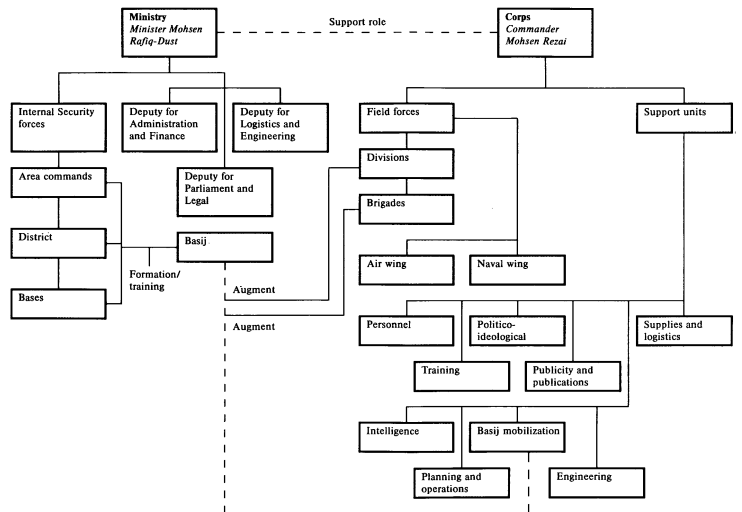 Ministry
Minister Mohsen
Rafiq-Dust
Support role
Corps
Commander
Mohsen Rezai
Internal Security
forces
Deputy for
Administration
and Finance
Deputy for
Logistics and
Engineering
Field forces
Support units
Area commands
Deputy for
Parliament and
Legal
Divisions
Brigades
District
Basij
Formation/
training
Air wing
Naval wing
Bases
Augment
Augment
Personnel
Politico-
ideological
Supplies and
logistics
Training
Publicity and
publications
Intelligence
Basij mobilization
Planning and
operations
Engineering